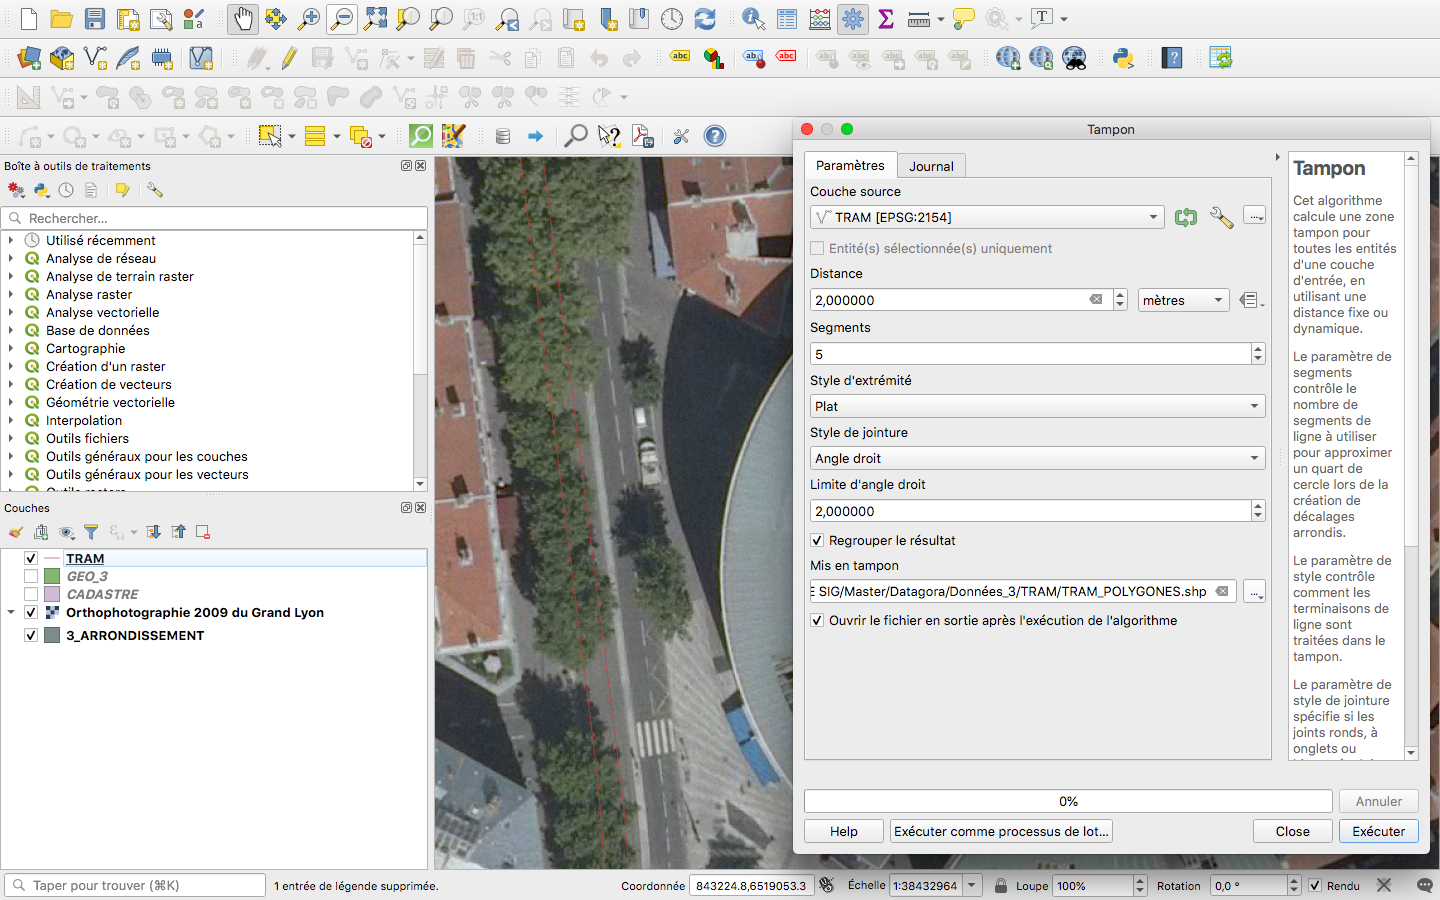 1:1
T
abc
abc
abc
abc
abc
abc
abc
abc
Boîte à outils de traitements
Rechercher...
Utilisé récemment
Analyse de réseau
Analyse de terrain raster
Analyse raster
Analyse vectorielle
Base de données
Cartographie
Création d'un raster
Création de vecteurs
Géométrie vectorielle
Interpolation
Outils fichiers
Outils généraux pour les couches
Outils généraux pour les vecteurs
Couches
TRAM
GEO_3
CADASTRE
Orthophotographie 2009 du Grand Lyon
3_ARRONDISSEMENT
Tampon
Paramètres
Journal
Couche source
TRAM [EPSG:2154]
...
Entité(s) sélectionnée(s) uniquement
Distance
2,000000
mètres
Segments
5
Style d'extrémité
Plat
Style de jointure
Angle droit
Limite d'angle droit
2,000000
Regrouper le résultat
Mis en tampon
E SIG/Master/Datagora/Données_3/TRAM/TRAM_POLYGONES.shp
...
Ouvrir le fichier en sortie après l'exécution de l'algorithme
Tampon
Cet algorithme
calcule une zone
tampon pour
toutes les entités
d'une couche
d'entrée, en
utilisant une
distance fixe ou
dynamique.
Le paramètre de
segments
contrôle le
nombre de
segments de
ligne à utiliser
pour approximer
un quart de
cercle lors de la
création de
décalages
arrondis.
Le paramètre de
style contrôle
comment les
terminaisons de
ligne sont
traitées dans le
tampon.
Le paramètre de
style de jointure
spécifie si les
joints ronds, à
onglets ou
0%
Annuler
Help
Exécuter comme processus de lot...
Close
Exécuter
Taper pour trouver (⌘K)
1 entrée de légende supprimée.
Coordonnée
843224.8,6519053.3
Échelle
1:38432964
Loupe
100%
Rotation
0,0 °
Rendu